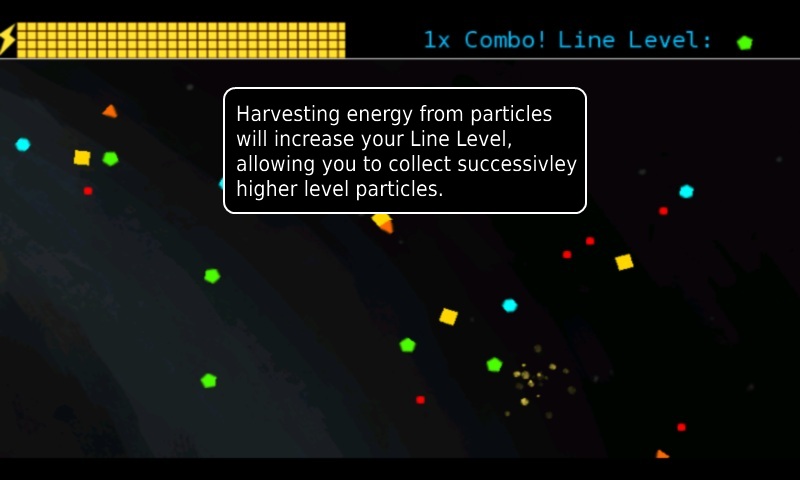 1x Combo! Line Level:
Harvesting energy from particles
will increase your Line Level,
allowing you to collect successivley
higher level particles.